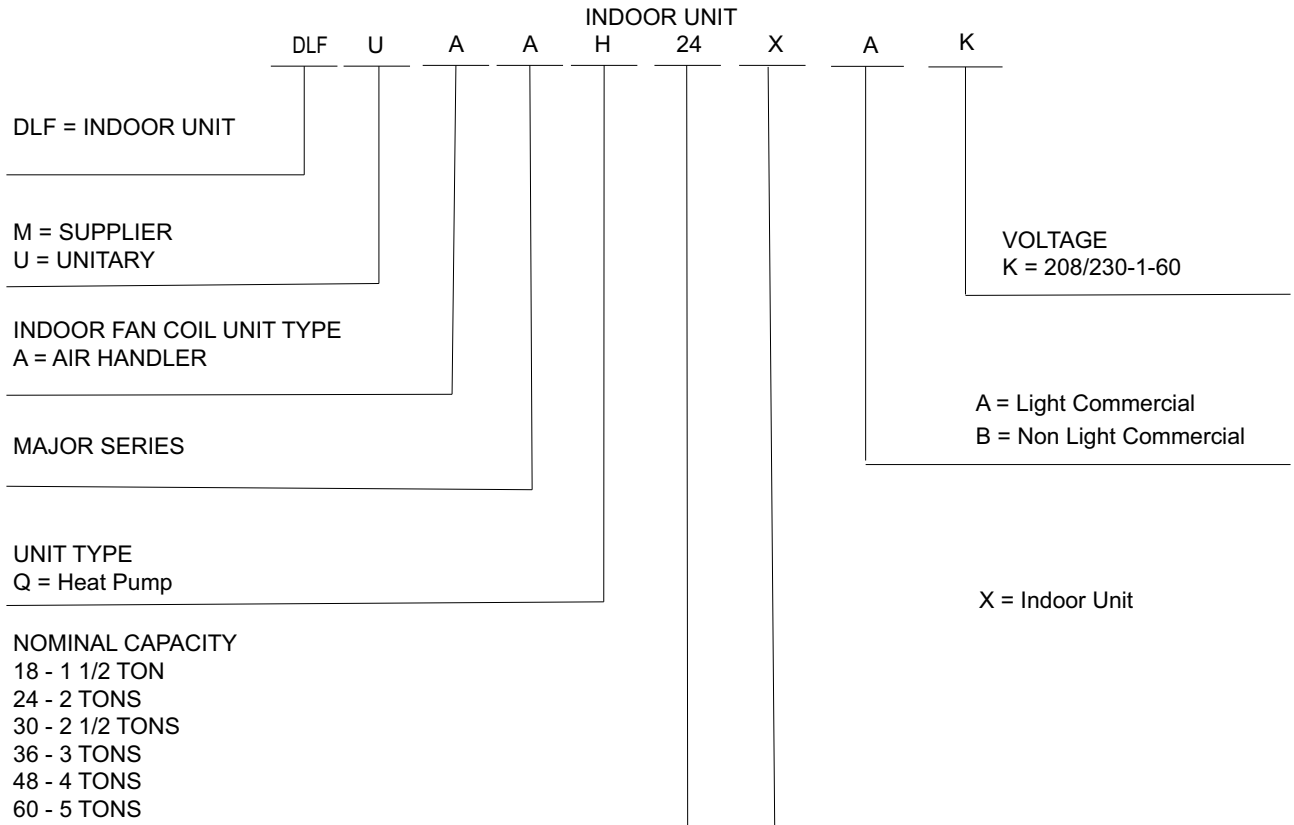 INDOOR UNIT
DLF U A A H 24 X A K
DLF = INDOOR UNIT
M = SUPPLIER
U = UNITARY
VOLTAGE
K = 208/230-1-60
INDOOR FAN COIL UNIT TYPE
A = AIR HANDLER
A = Light Commercial
B = Non Light Commercial
MAJOR SERIES
UNIT TYPE
Q = Heat Pump
X = Indoor Unit
NOMINAL CAPACITY
18 - 1 1/2 TON
24 - 2 TONS
30 - 2 1/2 TONS
36 - 3 TONS
48 - 4 TONS
60 - 5 TONS